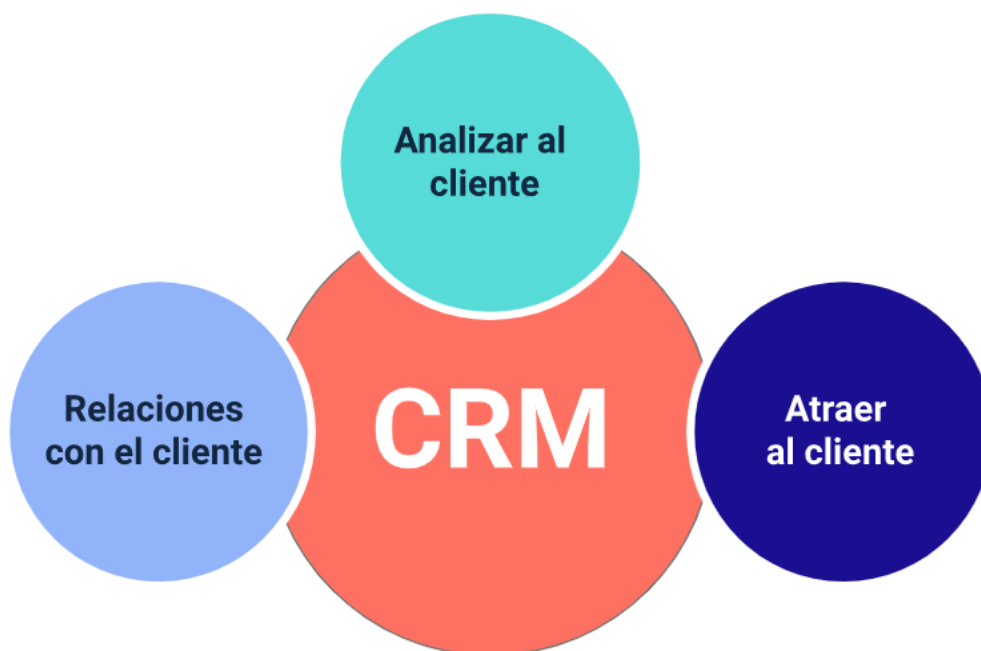 Analizar al
cliente
Relaciones
con el cliente
CRM
Atraer
al cliente